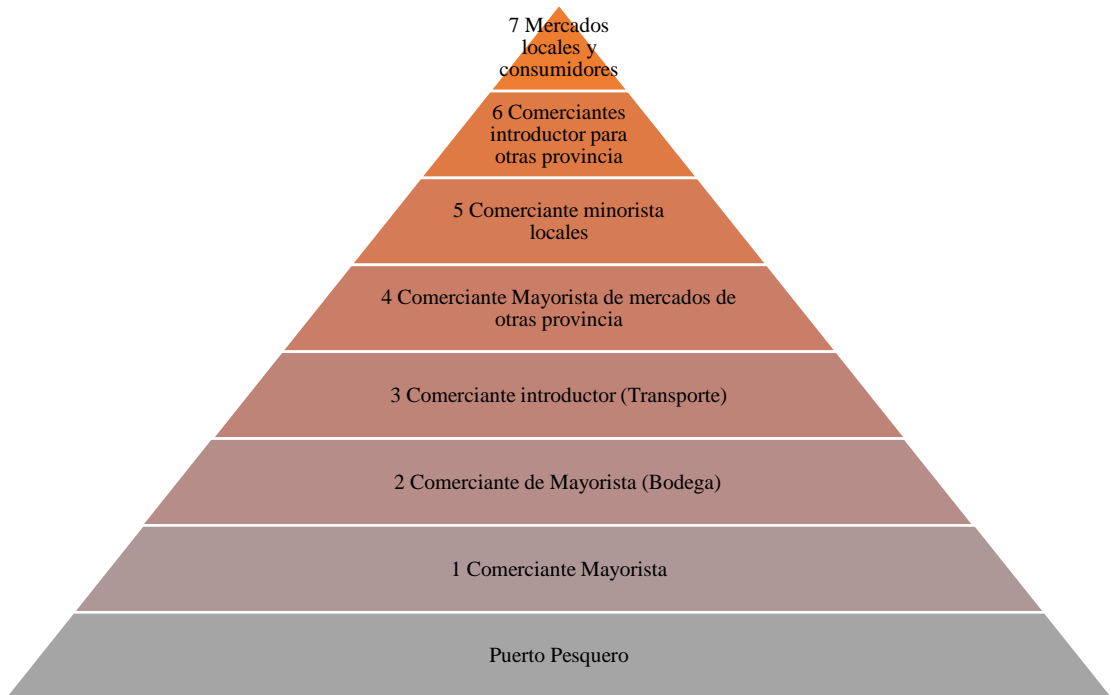 7 Mercados
locales y
consumidores
6 Comerciantes
introductor para
otras provincia
5 Comerciante minorista
locales
4 Comerciante Mayorista de mercados de
otras provincia
3 Comerciante introductor (Transporte)
2 Comerciante de Mayorista (Bodega)
1 Comerciante Mayorista
Puerto Pesquero